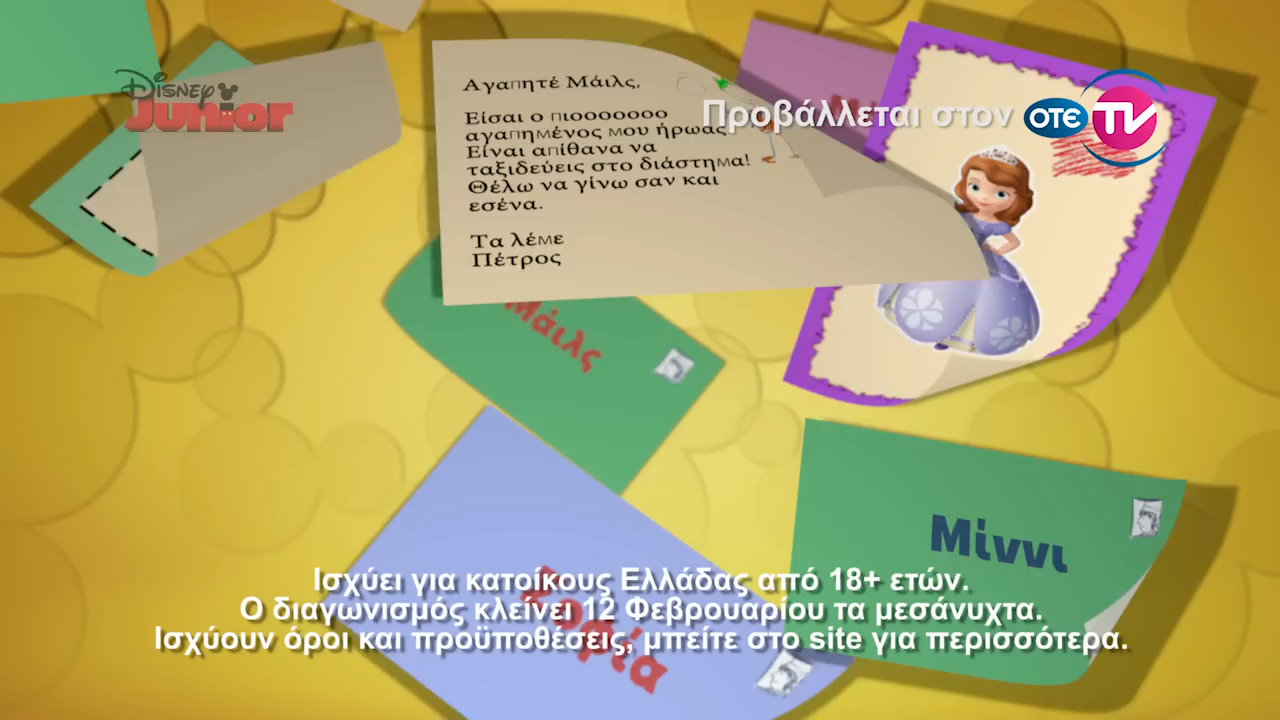 Disney
Junior
Αγαπητέ Μάιλς,
Είσαι ο πιοοοοοοο
αγαπημένος μου ήρωας.
Είναι απίθανα να
ταξιδεύεις στο διάστημα!
Θέλω να γίνω σαν και
εσένα.
Τα λέμε
Πέτρος
Προβάλλεται στον ΟΤΕ TV
Μάιλς
Μίννι
Σοφία
Ισχύει για κατοίκους Ελλάδας από 18+ ετών.
Ο διαγωνισμός κλείνει 12 Φεβρουαρίου τα μεσάνυχτα.
Ισχύουν όροι και προϋποθέσεις, μπείτε στο site για περισσότερα.